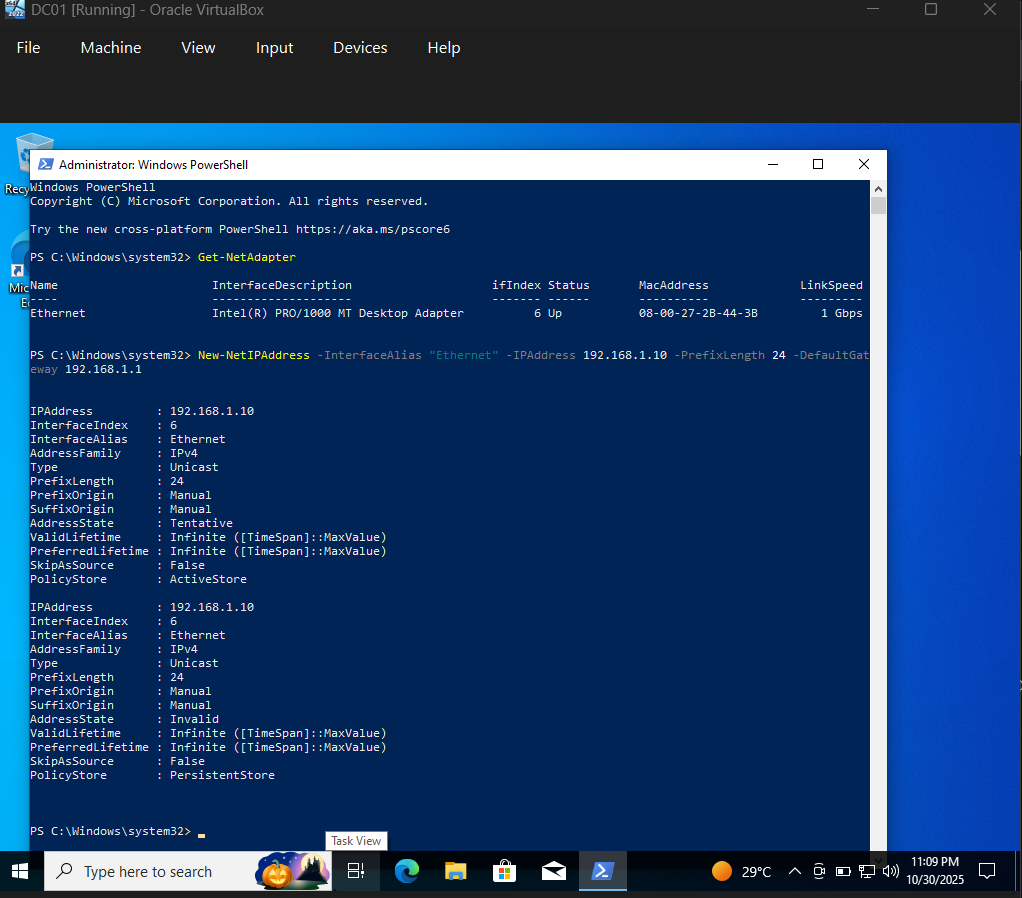 DC01 [Running] - Oracle VirtualBox
File Machine View Input Devices Help
Administrator: Windows PowerShell
Windows PowerShell
Copyright (C) Microsoft Corporation. All rights reserved.
Try the new cross-platform PowerShell https://aka.ms/pscore6
PS C:\Windows\system32> Get-NetAdapter
Name InterfaceDescription ifIndex Status MacAddress LinkSpeed
---- -------------------- ------- ------ ---------- ---------
Ethernet Intel(R) PRO/1000 MT Desktop Adapter 6 Up 08-00-27-2B-44-3B 1 Gbps
PS C:\Windows\system32> New-NetIPAddress -InterfaceAlias "Ethernet" -IPAddress 192.168.1.10 -PrefixLength 24 -DefaultGat
eway 192.168.1.1
IPAddress : 192.168.1.10
InterfaceIndex : 6
InterfaceAlias : Ethernet
AddressFamily : IPv4
Type : Unicast
PrefixLength : 24
PrefixOrigin : Manual
SuffixOrigin : Manual
AddressState : Tentative
ValidLifetime : Infinite ([TimeSpan]::MaxValue)
PreferredLifetime : Infinite ([TimeSpan]::MaxValue)
SkipAsSource : False
PolicyStore : ActiveStore
IPAddress : 192.168.1.10
InterfaceIndex : 6
InterfaceAlias : Ethernet
AddressFamily : IPv4
Type : Unicast
PrefixLength : 24
PrefixOrigin : Manual
SuffixOrigin : Manual
AddressState : Invalid
ValidLifetime : Infinite ([TimeSpan]::MaxValue)
PreferredLifetime : Infinite ([TimeSpan]::MaxValue)
SkipAsSource : False
PolicyStore : PersistentStore
PS C:\Windows\system32>
Recy
Mic
E
Task View
Type here to search
29°C
11:09 PM
10/30/2025